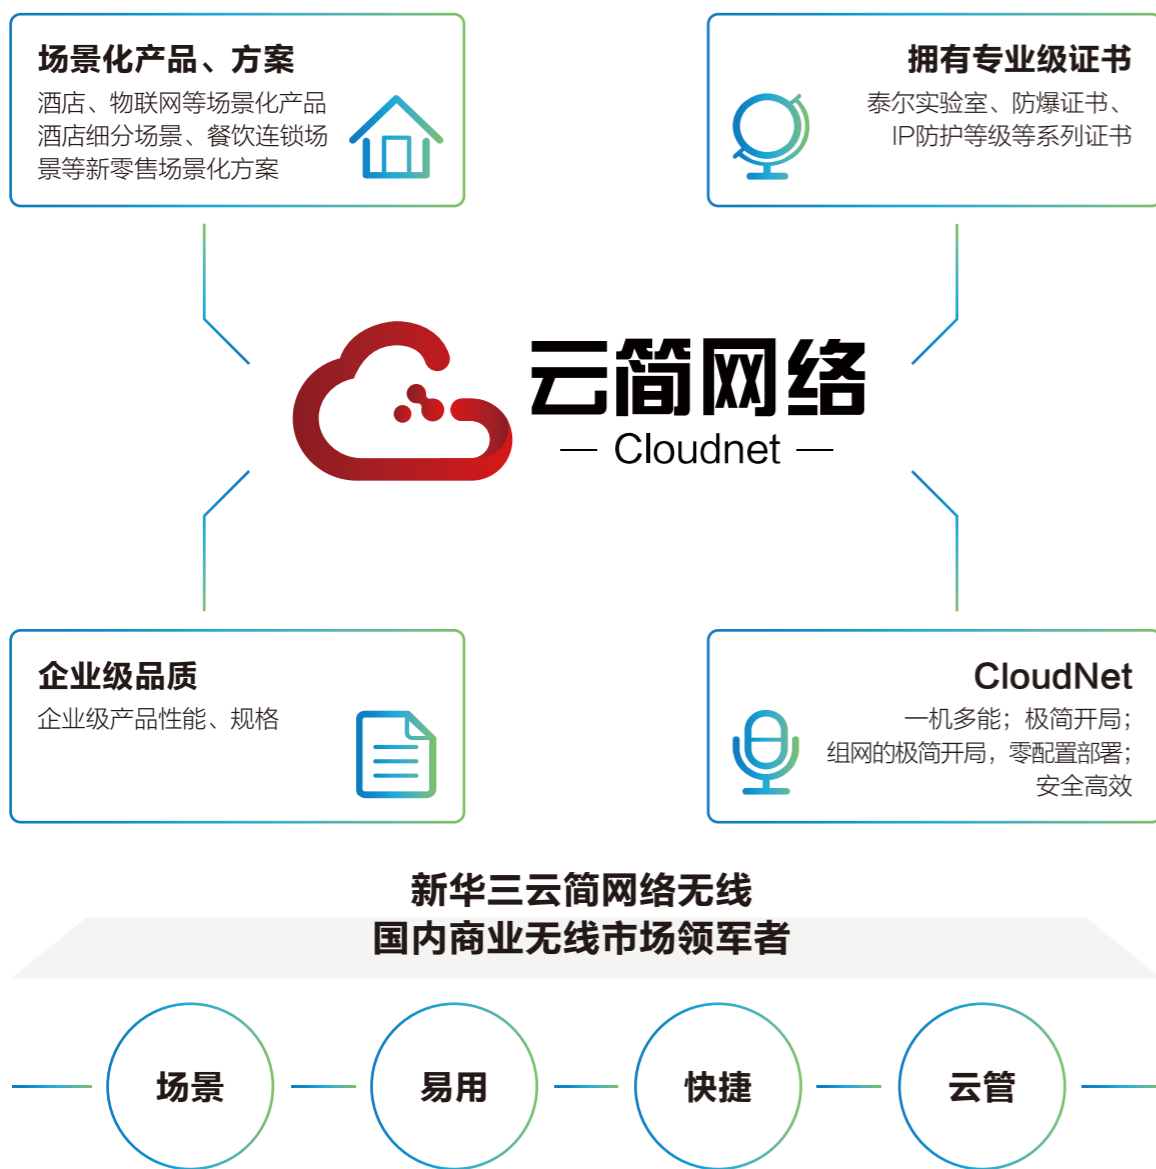 场景化产品、方案
酒店、物联网等场景化产品
酒店细分场景、餐饮连锁场
景等新零售场景化方案
拥有专业级证书
泰尔实验室、防爆证书、
IP防护等级等系列证书
云简网络
— Cloudnet —
企业级品质
企业级产品性能、规格
CloudNet
一机多能；极简开局；
组网的极简开局，零配置部署；
安全高效
新华三云简网络无线
国内商业无线市场领军者
场景
易用
快捷
云管